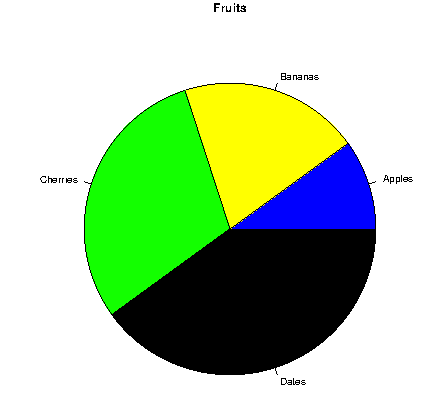 Fruits
Bananas
Cherries
Apples
Dates